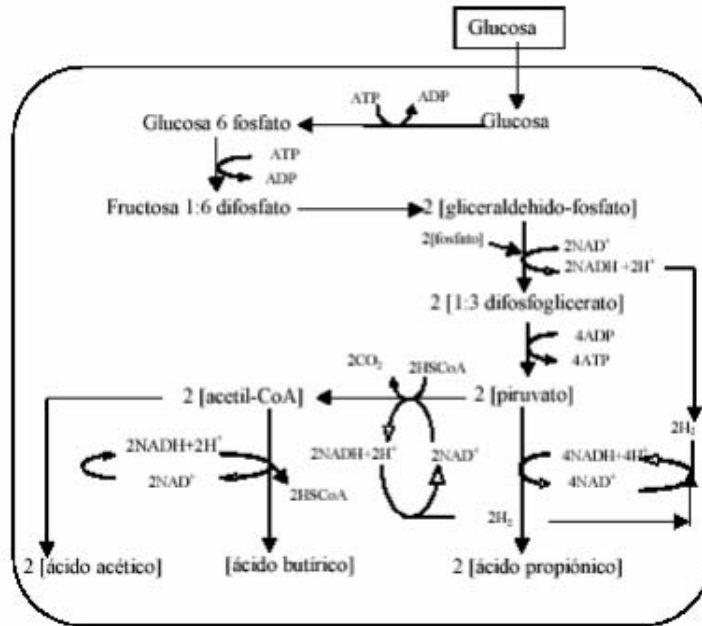 Glucosa
ATP ADP
Glucosa 6 fosfato Glucosa
ATP
ADP
Fructosa 1:6 difosfato 2 [gliceraldehido-fosfato]
2[fosfato] 2NAD⁺
2NADH +2H⁺
2 [1:3 difosfoglicerato]
4ADP
4ATP
2CO₂ 2HSCoA
2 [acetil-CoA] 2 [piruvato]
2H₂
2NADH+2H⁺ 2NADH+2H⁺ 2NAD⁺ 4NADH+4H⁺
2NAD⁺ 4NAD⁺
2HSCoA
2H₂
2 [ácido acético] [ácido butírico] 2 [ácido propiónico]